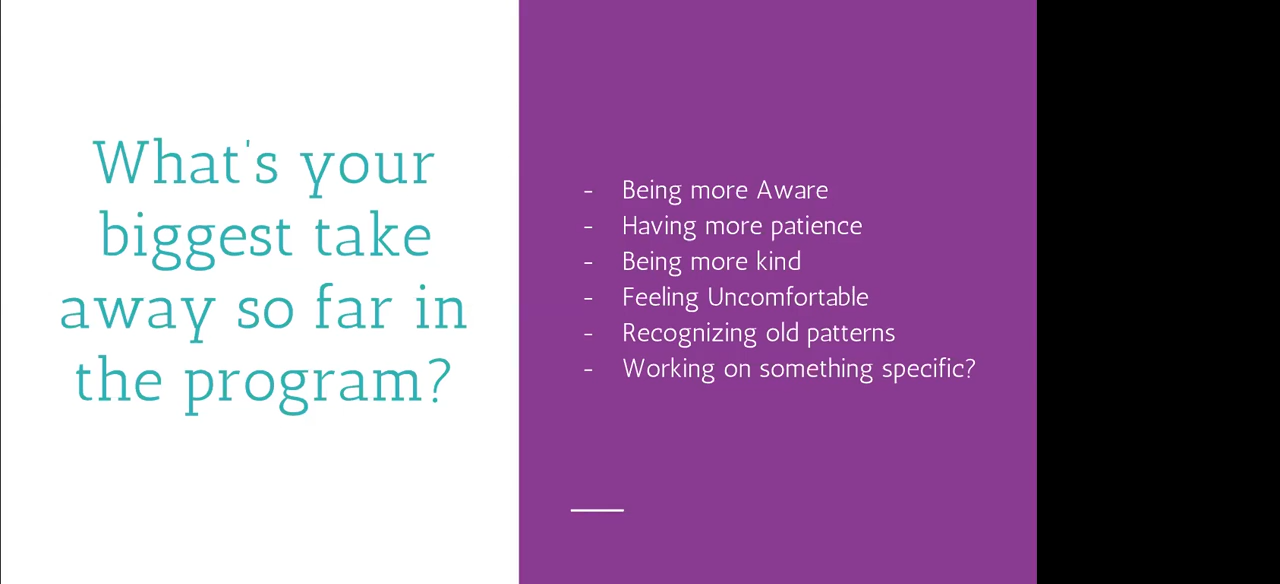 What's your
biggest take
away so far in
the program?
- Being more Aware
- Having more patience
- Being more kind
- Feeling Uncomfortable
- Recognizing old patterns
- Working on something specific?